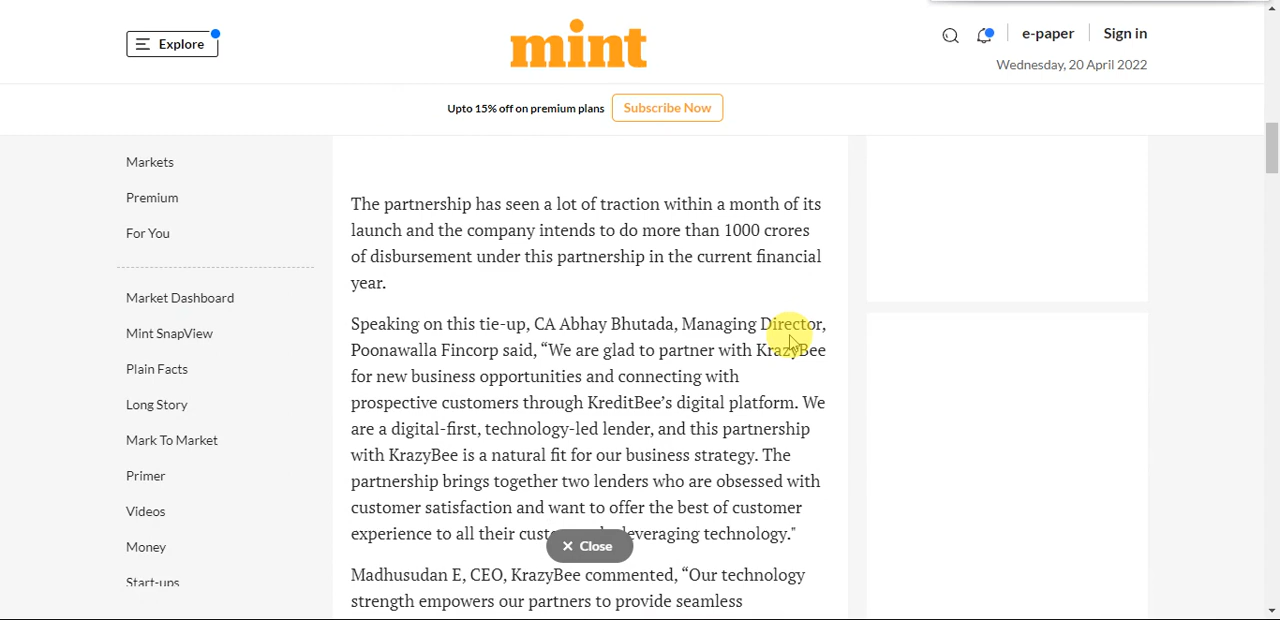 Explore
mint
e-paper
Sign in
Wednesday, 20 April 2022
Upto 15% off on premium plans
Subscribe Now
Markets
Premium
For You
Market Dashboard
Mint SnapView
Plain Facts
Long Story
Mark To Market
Primer
Videos
Money
Start-ups
The partnership has seen a lot of traction within a month of its
launch and the company intends to do more than 1000 crores
of disbursement under this partnership in the current financial
year.
Speaking on this tie-up, CA Abhay Bhutada, Managing Director,
Poonawalla Fincorp said, “We are glad to partner with KrazyBee
for new business opportunities and connecting with
prospective customers through KreditBee’s digital platform. We
are a digital-first, technology-led lender, and this partnership
with KrazyBee is a natural fit for our business strategy. The
partnership brings together two lenders who are obsessed with
customer satisfaction and want to offer the best of customer
experience to all their leveraging technology."
× Close
Madhusudan E, CEO, KrazyBee commented, “Our technology
strength empowers our partners to provide seamless